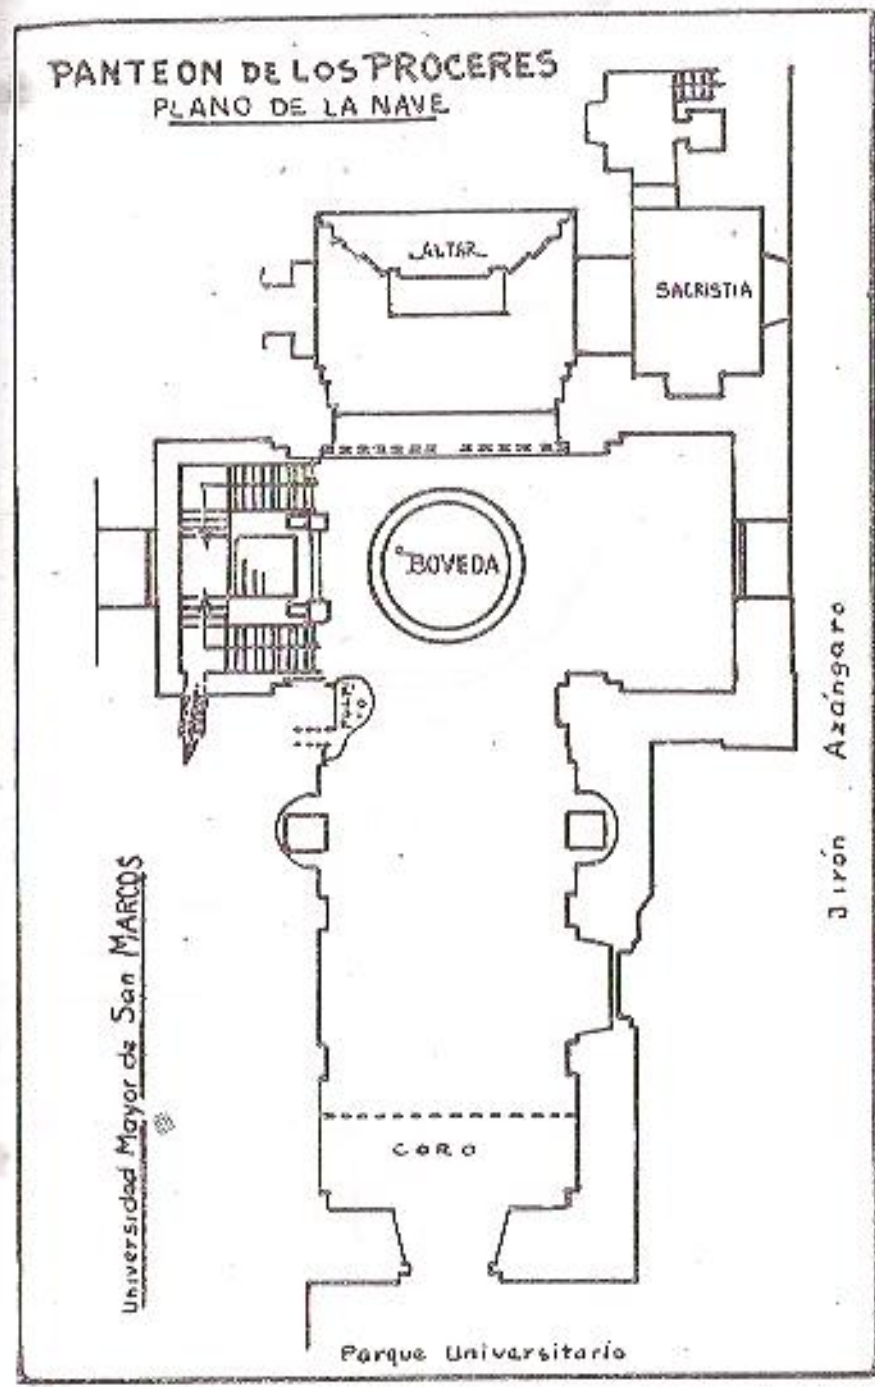 PANTEON DE LOS PROCERES
PLANO DE LA NAVE
ALTAR
SACRISTIA
BOVEDA
Jirón Azángaro
Universidad Mayor de San MARCOS
CORO
Parque Universitario